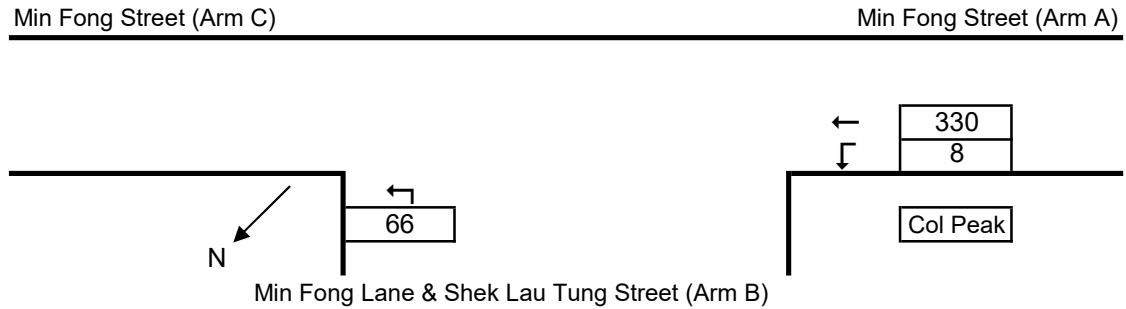 Min Fong Street (Arm C)
Min Fong Street (Arm A)
330
8
66
Col Peak
N
Min Fong Lane & Shek Lau Tung Street (Arm B)